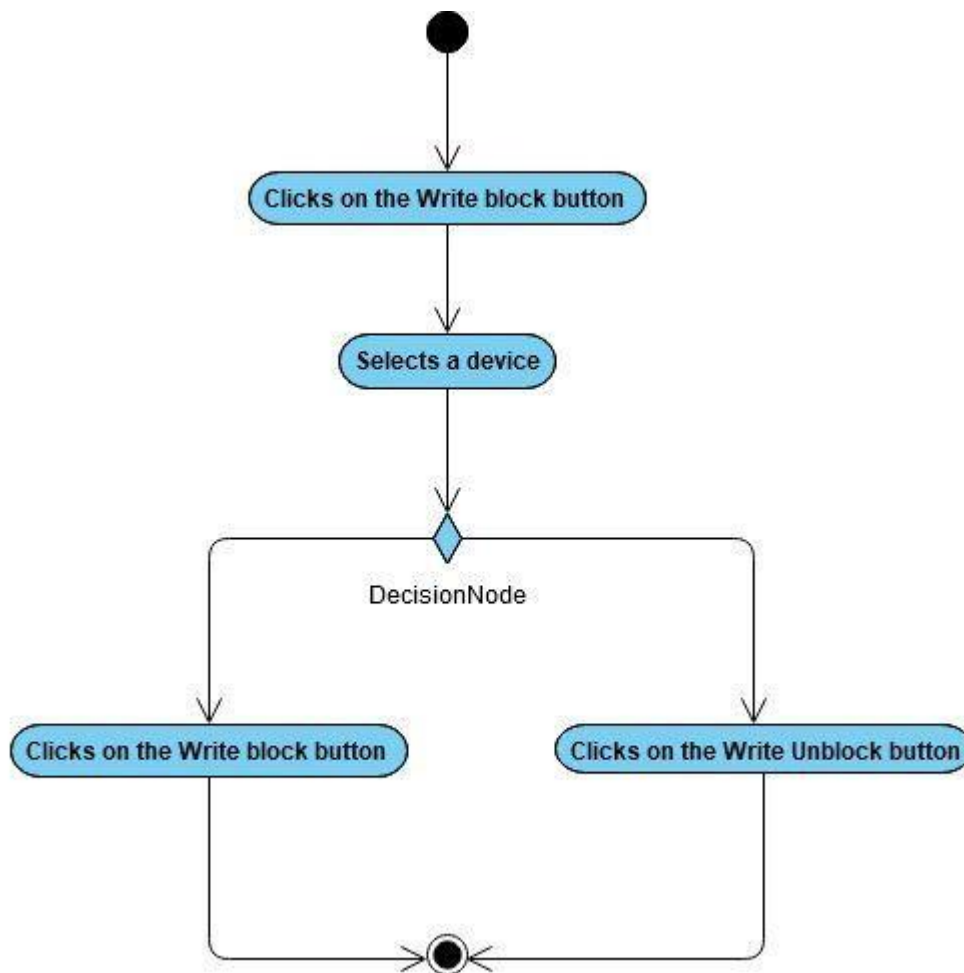 Clicks on the Write block button
Selects a device
DecisionNode
Clicks on the Write block button
Clicks on the Write Unblock button